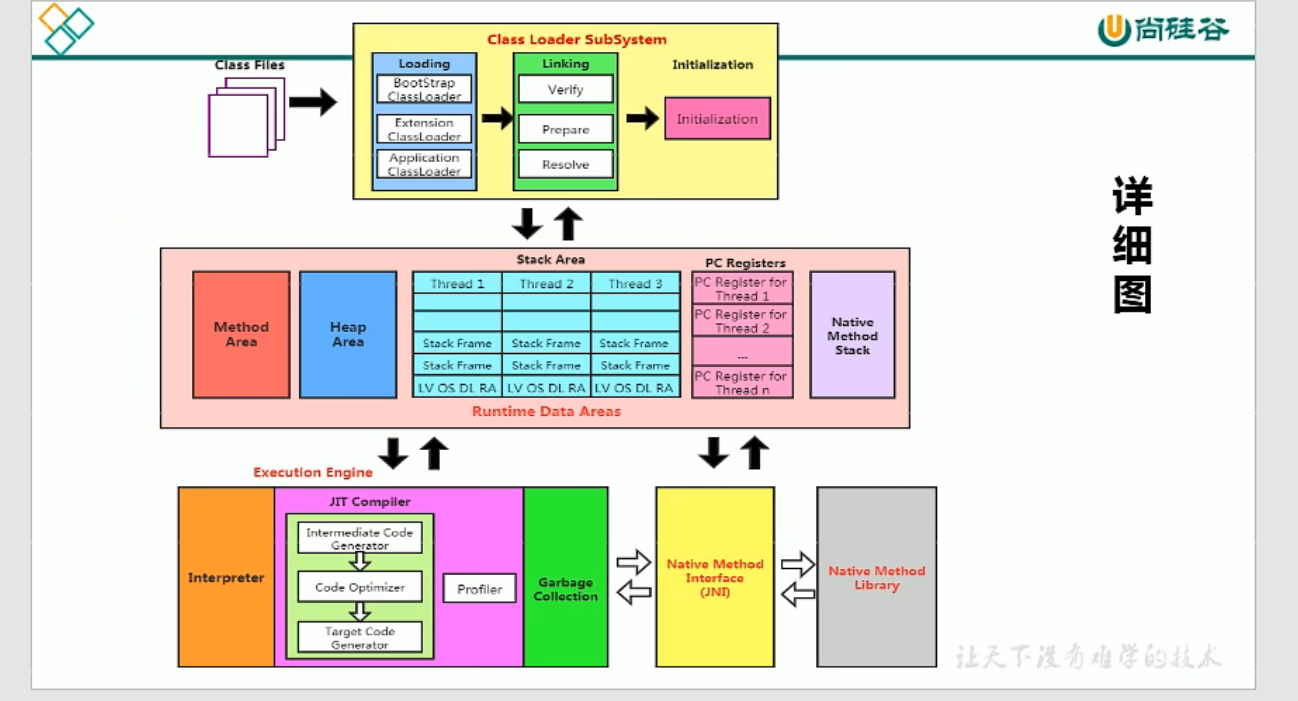 尚硅谷
Class Loader SubSystem
Class Files
Loading
BootStrap
ClassLoader
Extension
ClassLoader
Application
ClassLoader
Linking
Verify
Prepare
Resolve
Initialization
Initialization
详
细
图
Stack Area
PC Registers
Method
Area
Heap
Area
Thread 1
Thread 2
Thread 3
Stack Frame
Stack Frame
Stack Frame
Stack Frame
Stack Frame
Stack Frame
LV OS DL RA
LV OS DL RA
LV OS DL RA
PC Register for
Thread 1
PC Register for
Thread 2
...
PC Register for
Thread n
Native
Method
Stack
Runtime Data Areas
Execution Engine
Interpreter
JIT Compiler
Intermediate Code
Generator
Code Optimizer
Target Code
Generator
Profiler
Garbage
Collection
Native Method
Interface
(JNI)
Native Method
Library
让天下没有难学的技术